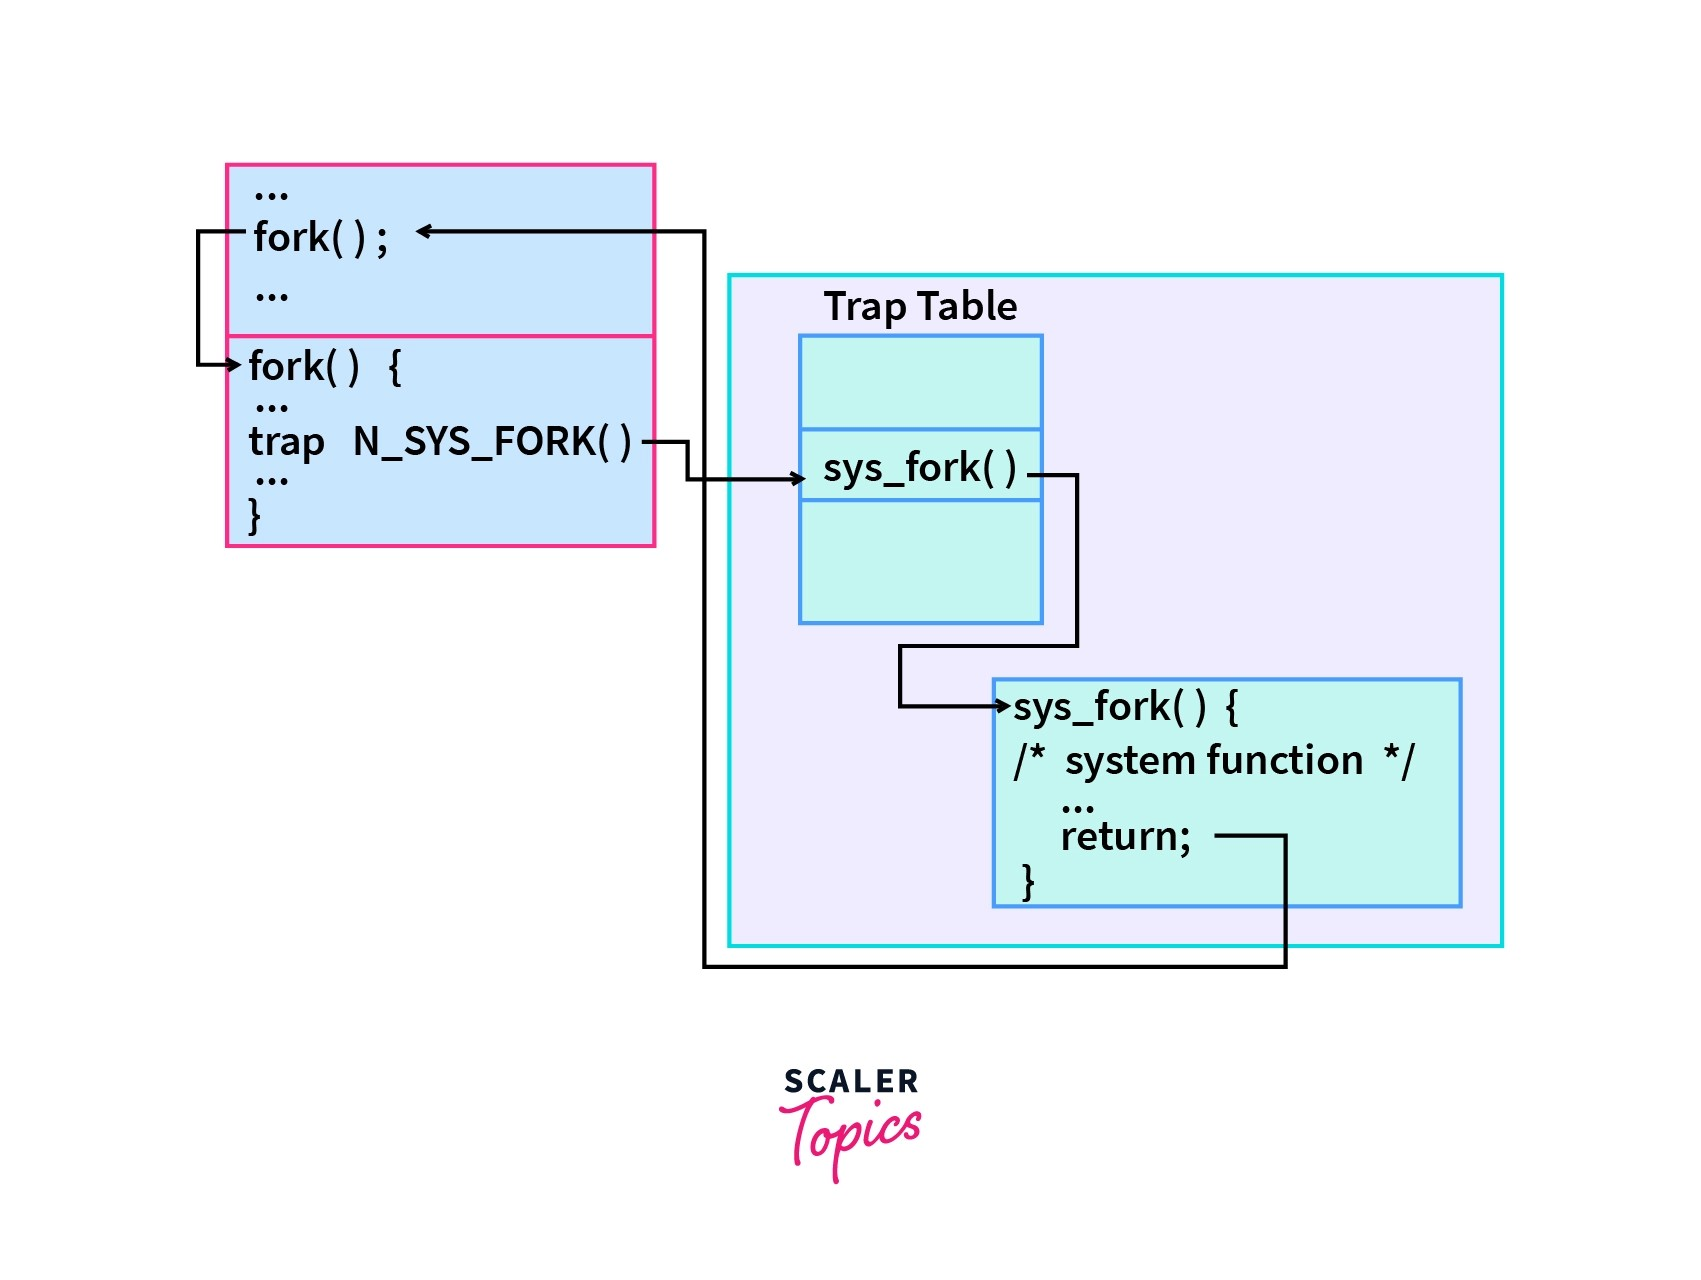 ...
fork( ) ;
...
fork( ) {
...
trap N_SYS_FORK( )
...
}
Trap Table
sys_fork( )
sys_fork( ) {
/* system function */
...
return;
}
SCALER
Topics